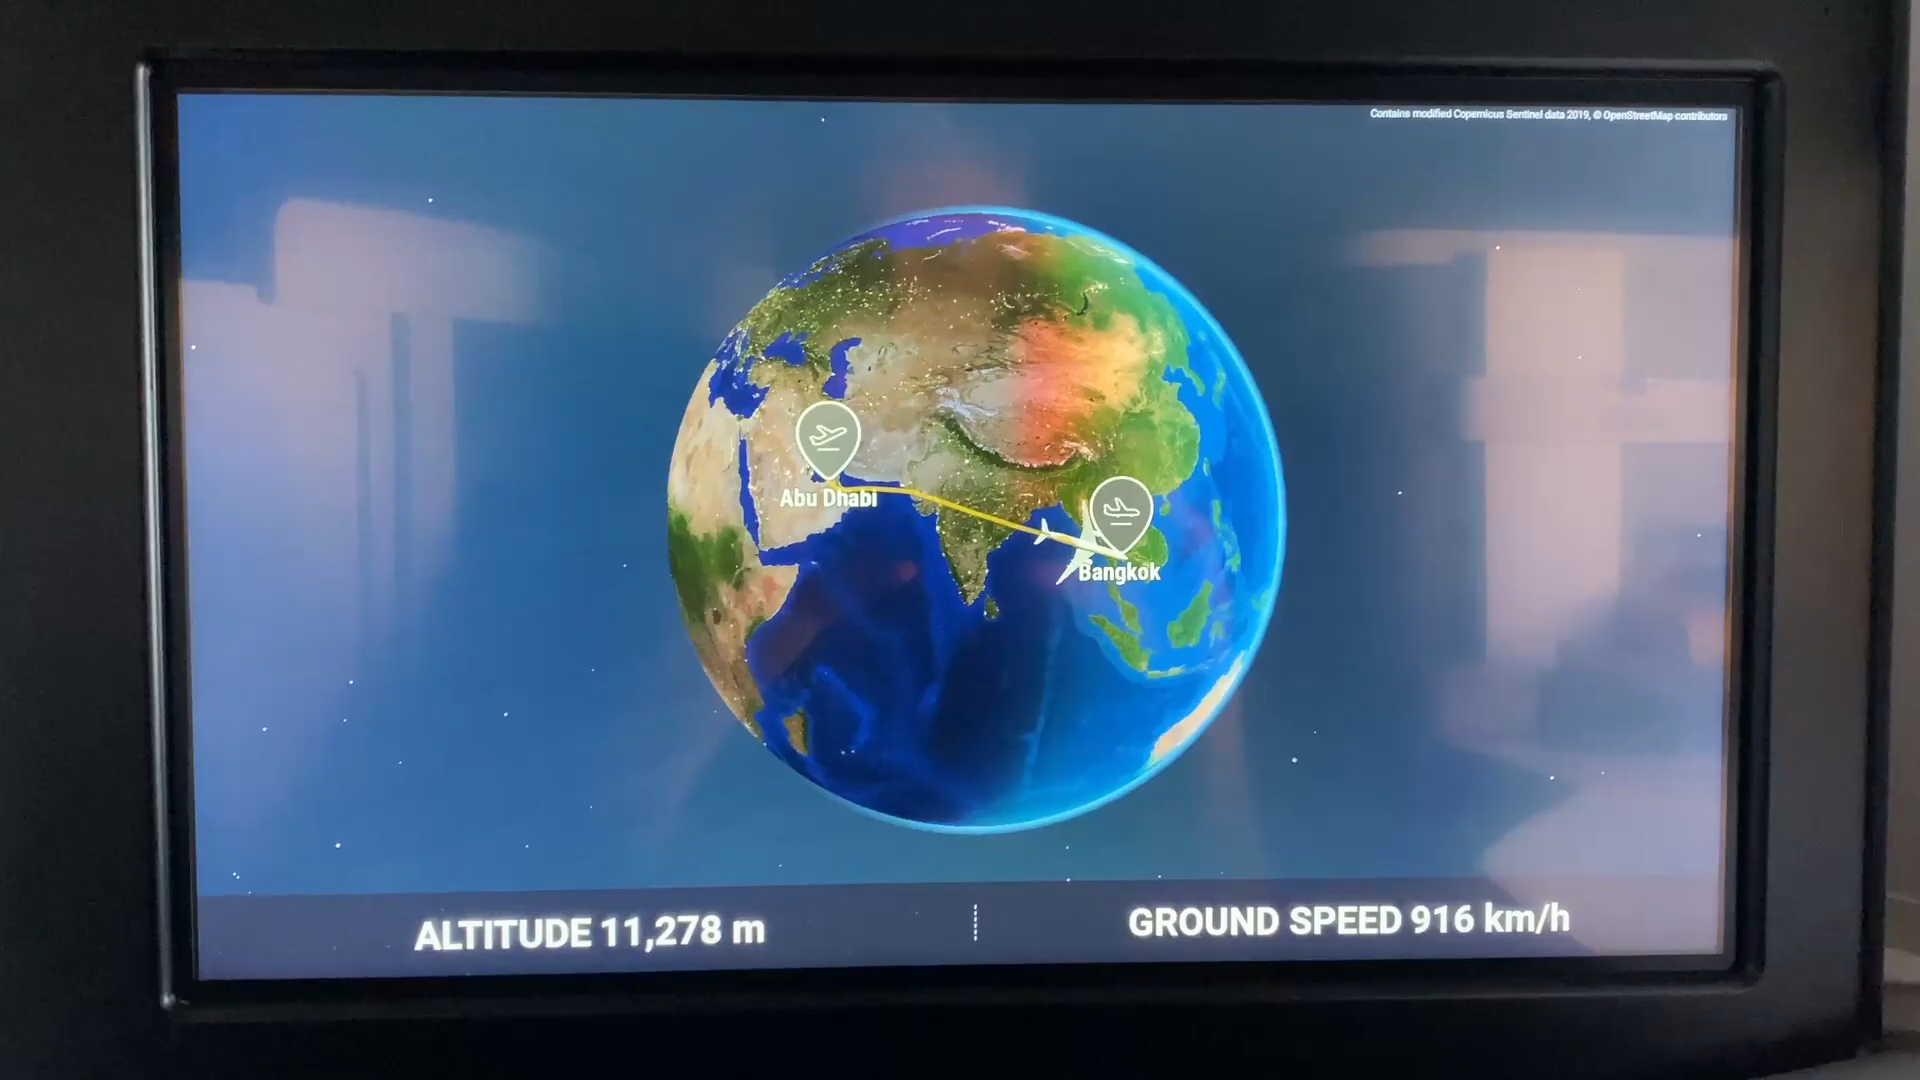 Contains modified Copernicus Sentinel data 2019, © OpenStreetMap contributors
Abu Dhabi
Bangkok
ALTITUDE 11,278 m
GROUND SPEED 916 km/h